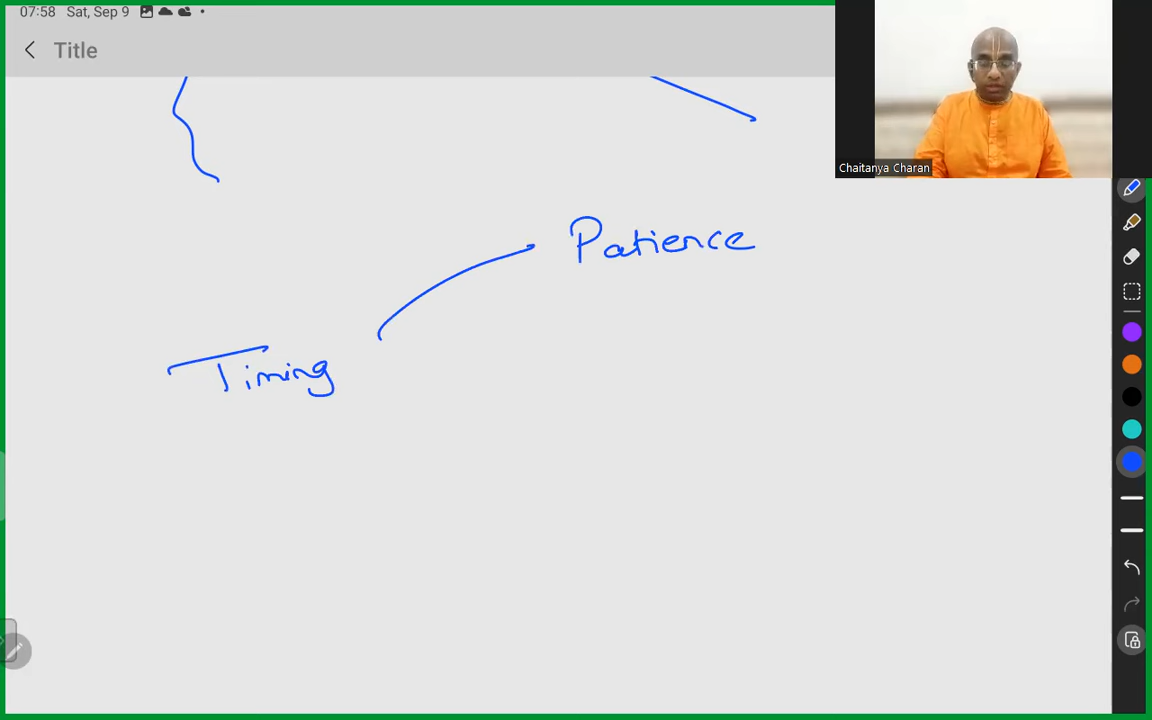 07:58 Sat, Sep 9
Title
Chaitanya Charan
Patience
Timing